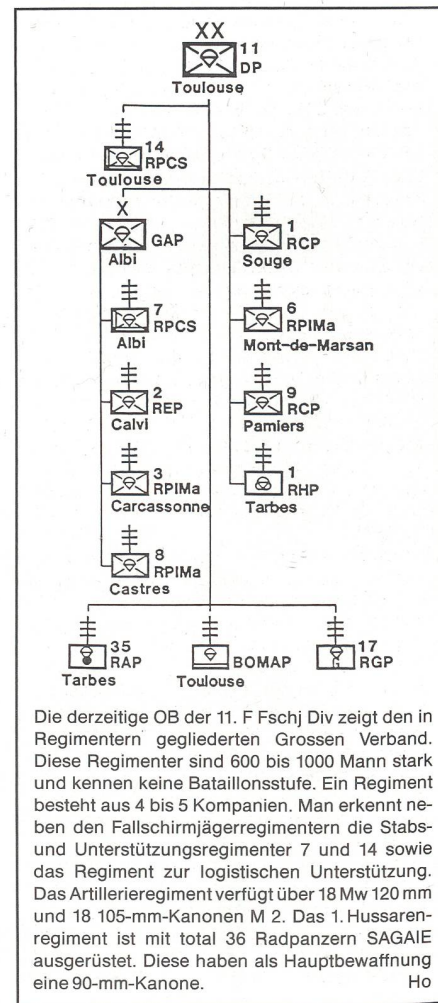 XX
11
DP
Toulouse
14
RPCS
Toulouse
X
GAP
Albi
1
RCP
Souge
7
RPCS
Albi
6
RPIMa
Mont-de-Marsan
2
REP
Calvi
9
RCP
Pamiers
3
RPIMa
Carcassonne
1
RHP
Tarbes
8
RPIMa
Castres
35
RAP
Tarbes
BOMAP
Toulouse
17
RGP
Die derzeitige OB der 11. F Fschj Div zeigt den in
Regimentern gegliederten Grossen Verband.
Diese Regimenter sind 600 bis 1000 Mann stark
und kennen keine Bataillonsstufe. Ein Regiment
besteht aus 4 bis 5 Kompanien. Man erkennt ne-
ben den Fallschirmjägerregimentern die Stabs-
und Unterstützungsregimenter 7 und 14 sowie
das Regiment zur logistischen Unterstützung.
Das Artillerieregiment verfügt über 18 Mw 120 mm
und 18 105-mm-Kanonen M 2. Das 1. Hussaren-
regiment ist mit total 36 Radpanzern SAGAIE
ausgerüstet. Diese haben als Hauptbewaffnung
eine 90-mm-Kanone. Ho